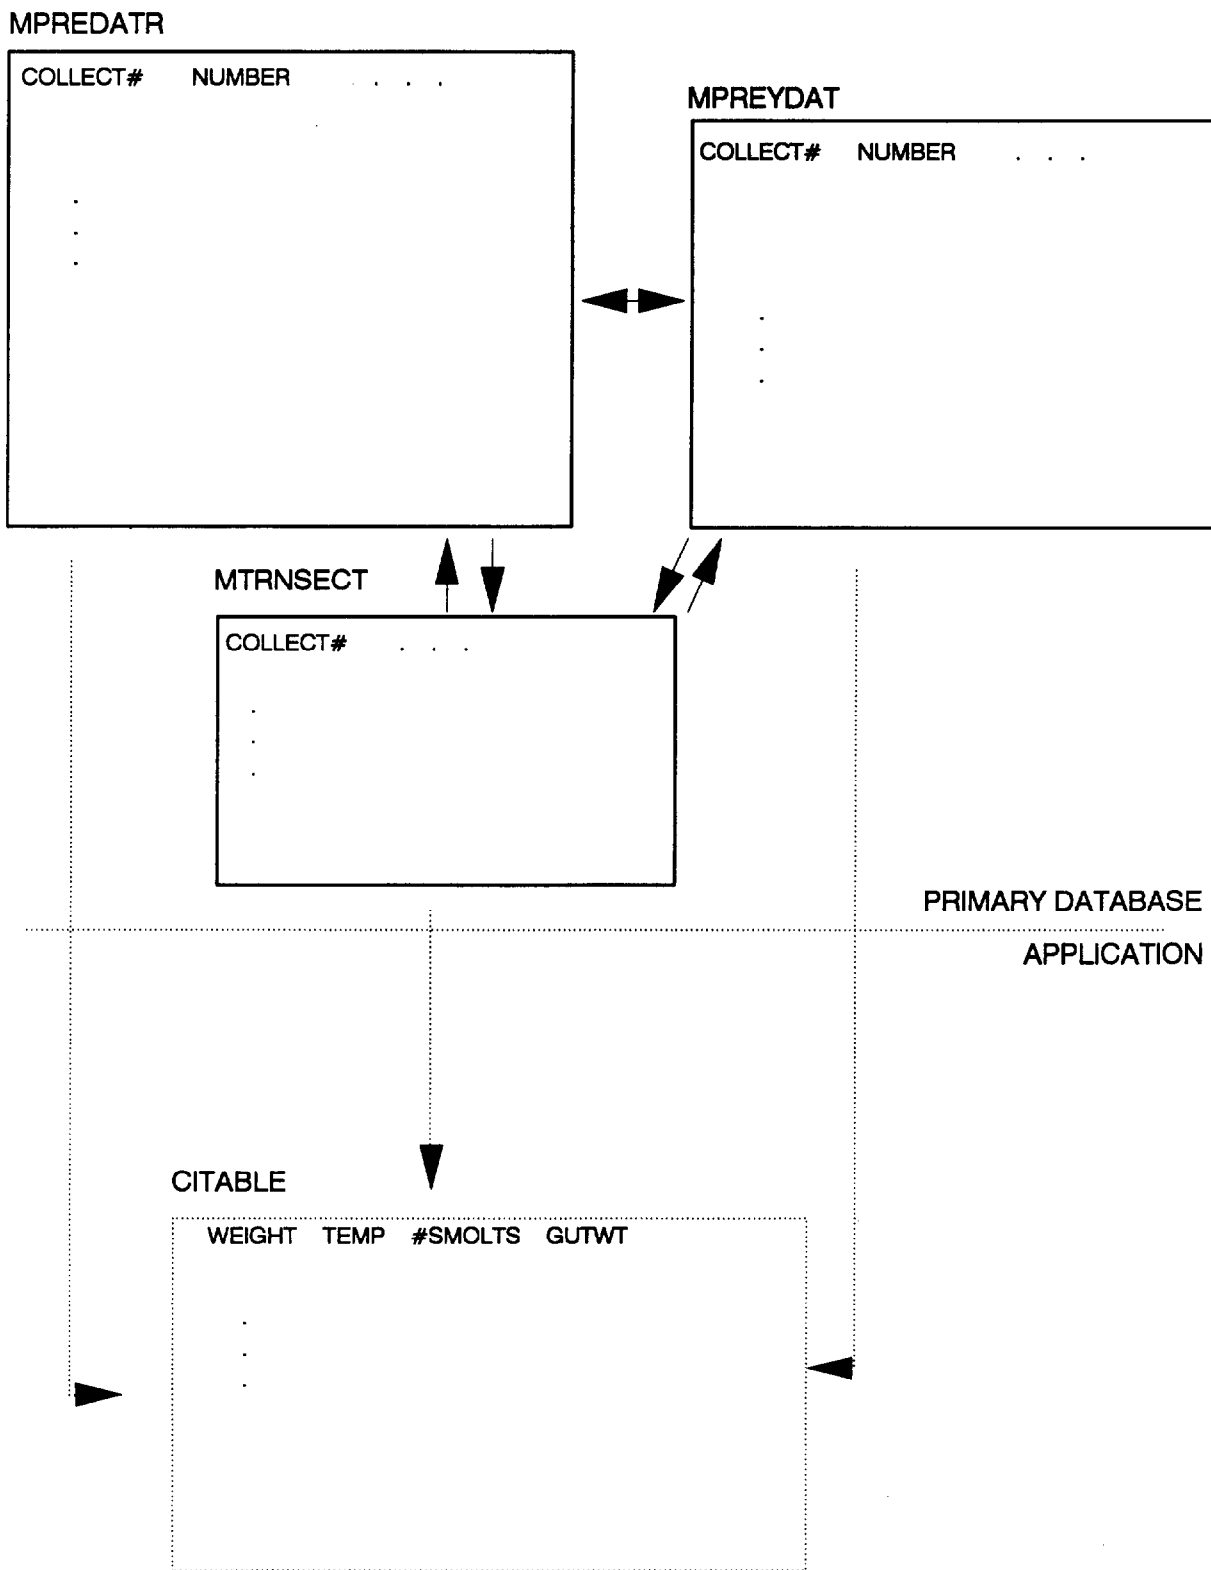 MPREDATR
COLLECT# NUMBER . . .
MPREYDAT
COLLECT# NUMBER . . .
MTRNSECT
COLLECT# . . .
PRIMARY DATABASE
APPLICATION
CITABLE
WEIGHT TEMP #SMOLTS GUTWT